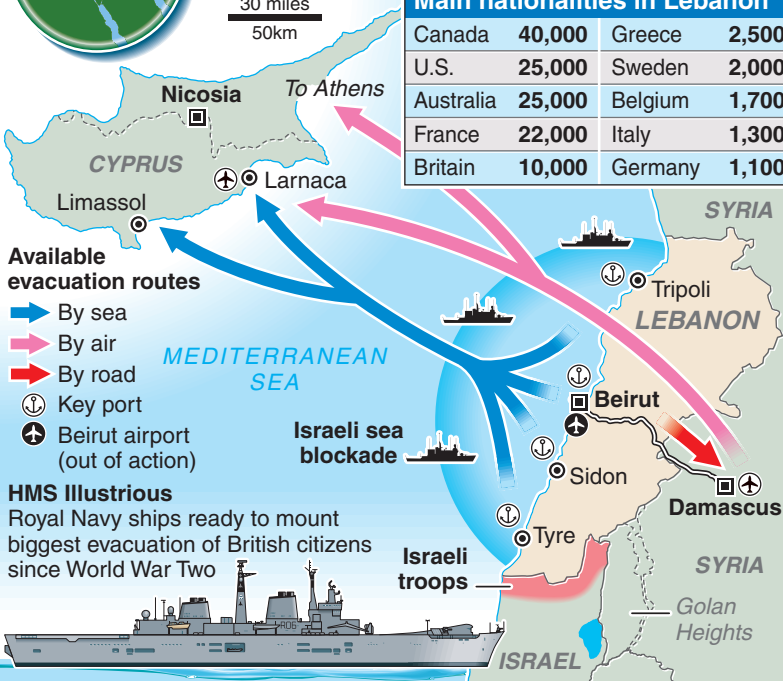 30 miles
50km
Main nationalities in Lebanon
Canada 40,000 Greece 2,500
U.S. 25,000 Sweden 2,000
Australia 25,000 Belgium 1,700
France 22,000 Italy 1,300
Britain 10,000 Germany 1,100
Nicosia
To Athens
CYPRUS
Larnaca
Limassol
SYRIA
Available
evacuation routes
By sea
By air
By road
Key port
Beirut airport
(out of action)
MEDITERRANEAN
SEA
Tripoli
LEBANON
Beirut
Israeli sea
blockade
Sidon
Damascus
HMS Illustrious
Royal Navy ships ready to mount
biggest evacuation of British citizens
since World War Two
Tyre
Israeli
troops
SYRIA
Golan
Heights
R06
ISRAEL